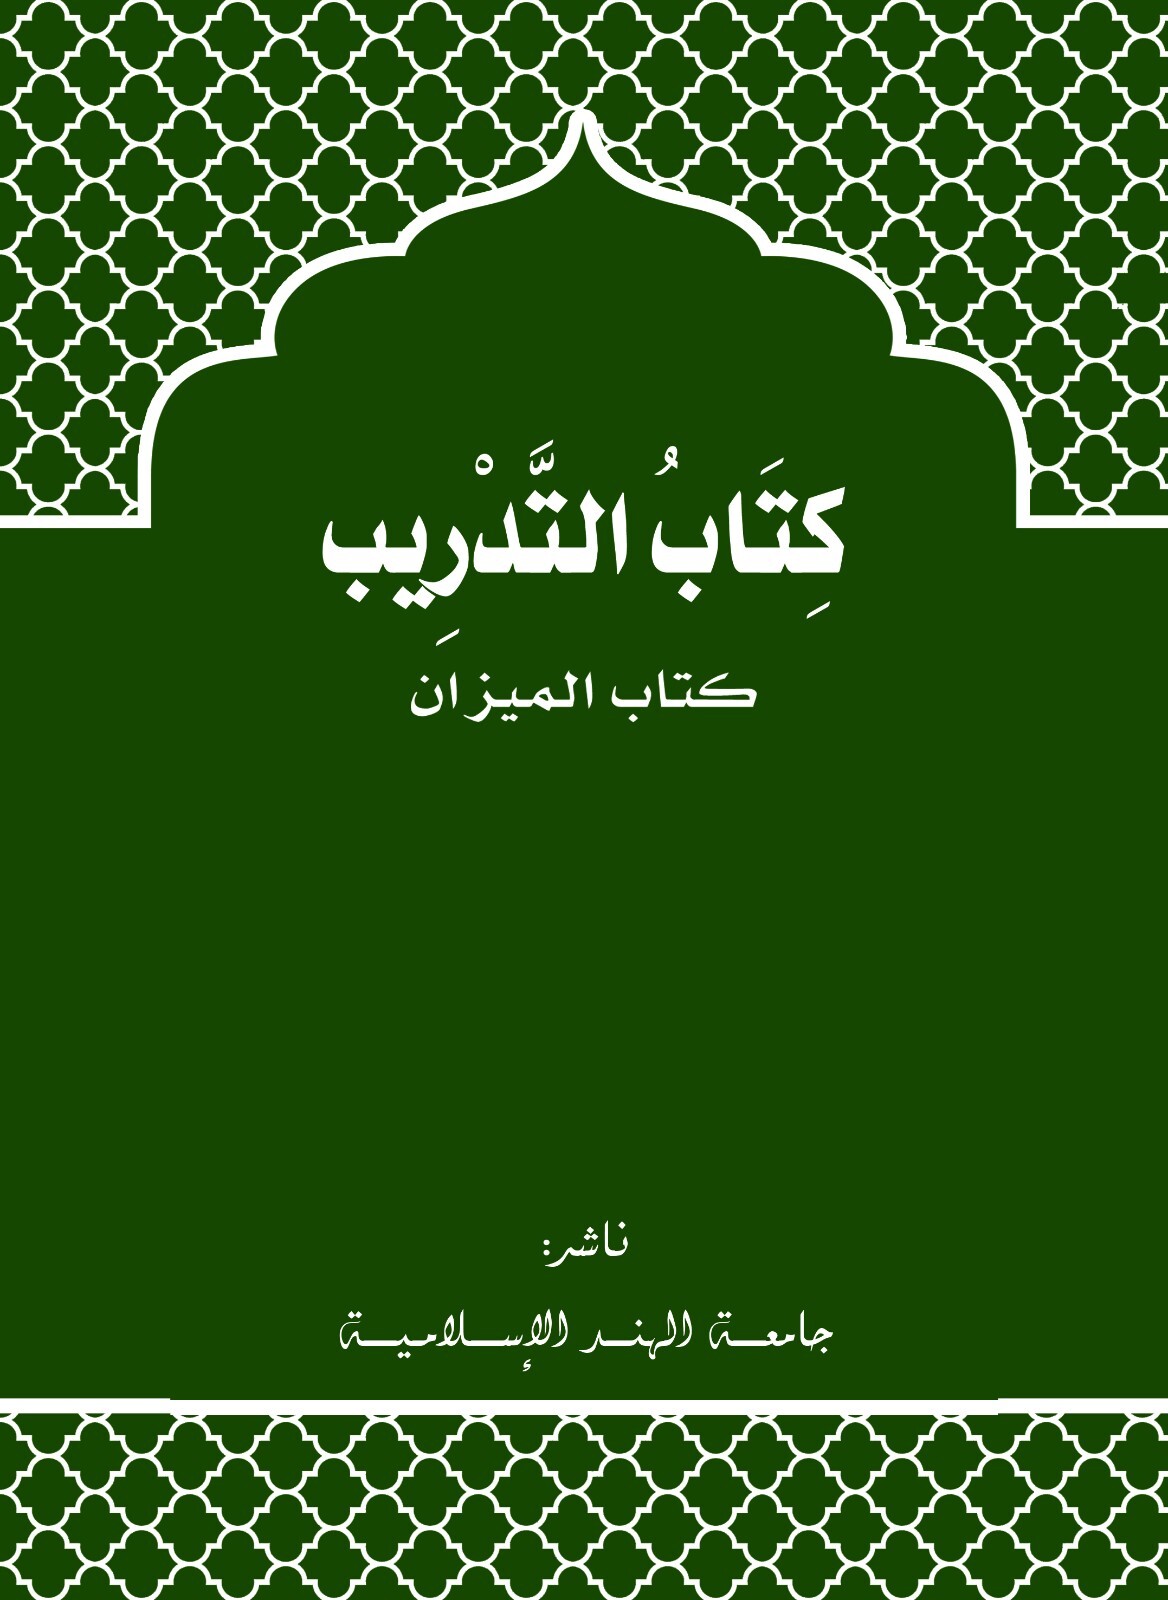 كِتَابُ التَّدْرِيب
كتاب الميزان
ناشر:
جامعة الهند الإسلامية